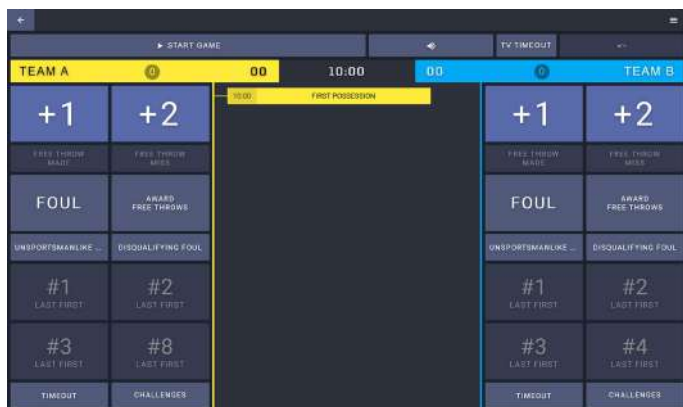 START GAME
TV TIMEOUT
TEAM A 0 00 10:00 00 0 TEAM B
10:00 FIRST POSSESSION
+1 +2 +1 +2
FREE THROW MADE
FREE THROW MISS
FREE THROW MADE
FREE THROW MISS
FOUL
AWARD
FREE THROWS
FOUL
AWARD
FREE THROWS
UNSPORTSMANLIKE ...
DISQUALIFYING FOUL
UNSPORTSMANLIKE ...
DISQUALIFYING FOUL
#1 #2 #1 #2
LAST FIRST LAST FIRST LAST FIRST LAST FIRST
#3 #8 #3 #4
LAST FIRST LAST FIRST LAST FIRST LAST FIRST
TIMEOUT CHALLENGES TIMEOUT CHALLENGES